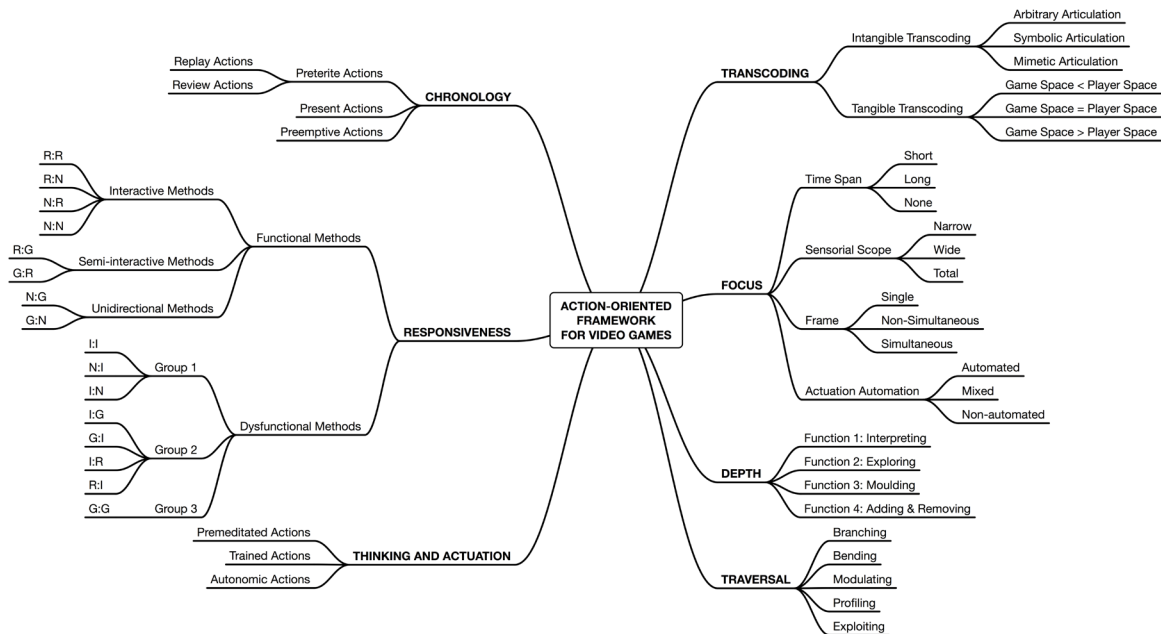 ACTION-ORIENTED
FRAMEWORK
FOR VIDEO GAMES
CHRONOLOGY
Preterite Actions
Replay Actions
Review Actions
Present Actions
Preemptive Actions
RESPONSIVENESS
Functional Methods
Interactive Methods
R:R
R:N
N:R
N:N
Semi-interactive Methods
R:G
G:R
Unidirectional Methods
N:G
G:N
Dysfunctional Methods
Group 1
I:I
N:I
I:N
Group 2
I:G
G:I
I:R
R:I
Group 3
G:G
THINKING AND ACTUATION
Premeditated Actions
Trained Actions
Autonomic Actions
TRANSCODING
Intangible Transcoding
Arbitrary Articulation
Symbolic Articulation
Mimetic Articulation
Tangible Transcoding
Game Space < Player Space
Game Space = Player Space
Game Space > Player Space
FOCUS
Time Span
Short
Long
None
Sensorial Scope
Narrow
Wide
Total
Frame
Single
Non-Simultaneous
Simultaneous
Actuation Automation
Automated
Mixed
Non-automated
DEPTH
Function 1: Interpreting
Function 2: Exploring
Function 3: Moulding
Function 4: Adding & Removing
TRAVERSAL
Branching
Bending
Modulating
Profiling
Exploiting